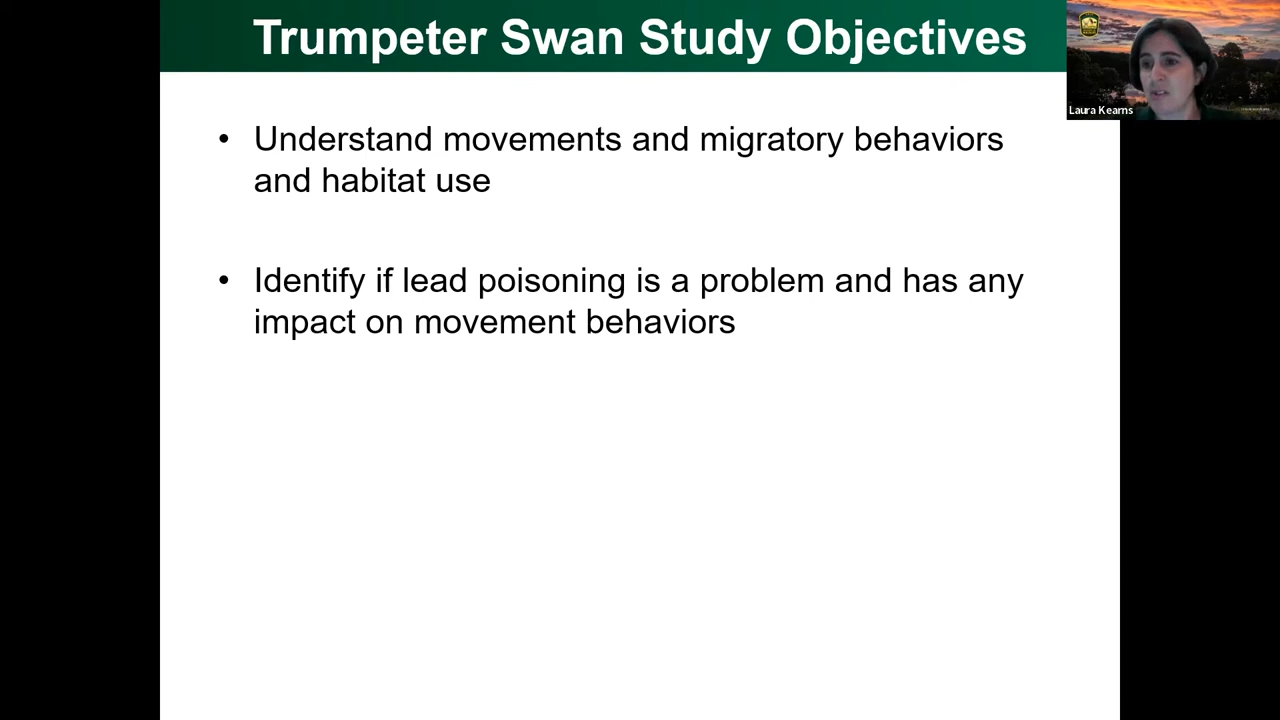 Trumpeter Swan Study Objectives
Laura Kearns
• Understand movements and migratory behaviors
and habitat use
• Identify if lead poisoning is a problem and has any
impact on movement behaviors